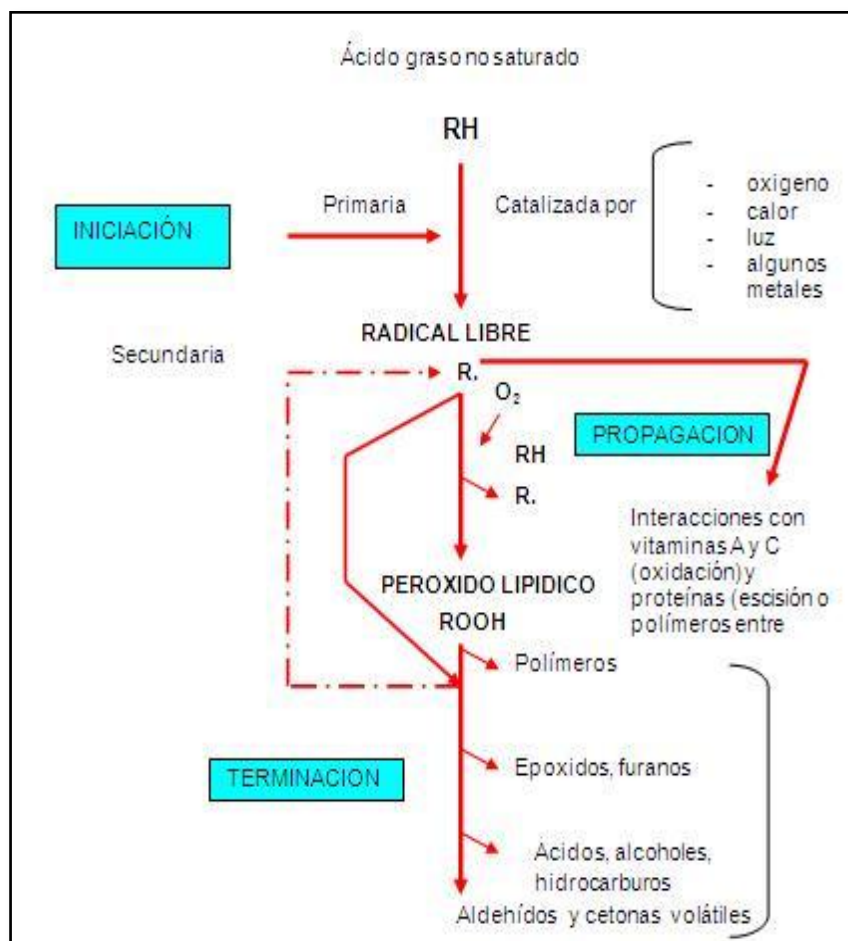 Ácido graso no saturado
RH
Primaria
Catalizada por
- oxigeno
- calor
- luz
- algunos
metales
INICIACIÓN
RADICAL LIBRE
Secundaria
R.
O₂
PROPAGACION
RH
R.
Interacciones con
vitaminas A y C
(oxidación) y
proteínas (escisión o
polímeros entre
PEROXIDO LIPIDICO
ROOH
Polímeros
Epoxidos, furanos
TERMINACION
Ácidos, alcoholes,
hidrocarburos
Aldehídos y cetonas volátiles